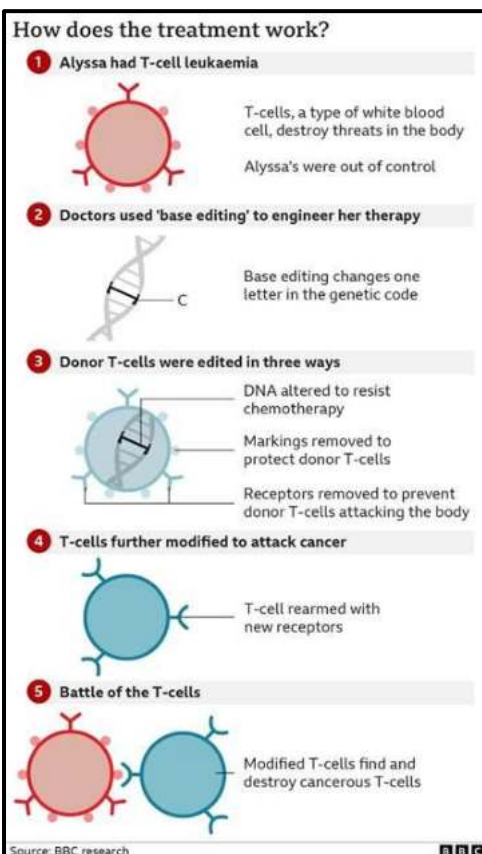 How does the treatment work?
1 Alyssa had T-cell leukaemia
T-cells, a type of white blood
cell, destroy threats in the body
Alyssa's were out of control
2 Doctors used 'base editing' to engineer her therapy
C
Base editing changes one
letter in the genetic code
3 Donor T-cells were edited in three ways
DNA altered to resist
chemotherapy
Markings removed to
protect donor T-cells
Receptors removed to prevent
donor T-cells attacking the body
4 T-cells further modified to attack cancer
T-cell rearmed with
new receptors
5 Battle of the T-cells
Modified T-cells find and
destroy cancerous T-cells
Source: BBC research
BBC